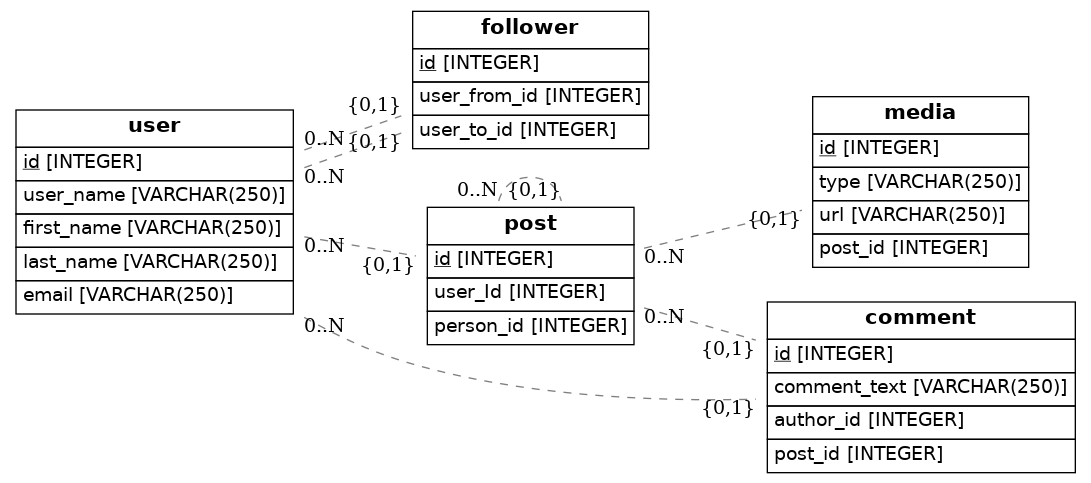 follower
id [INTEGER]
user_from_id [INTEGER]
user_to_id [INTEGER]
user
id [INTEGER]
user_name [VARCHAR(250)]
first_name [VARCHAR(250)]
last_name [VARCHAR(250)]
email [VARCHAR(250)]
{0,1}
0..N
{0,1}
0..N
0..N {0,1}
post
id [INTEGER]
user_Id [INTEGER]
person_id [INTEGER]
0..N
{0,1}
media
id [INTEGER]
type [VARCHAR(250)]
url [VARCHAR(250)]
post_id [INTEGER]
{0,1}
0..N
comment
id [INTEGER]
comment_text [VARCHAR(250)]
author_id [INTEGER]
post_id [INTEGER]
0..N
{0,1}
0..N
{0,1}